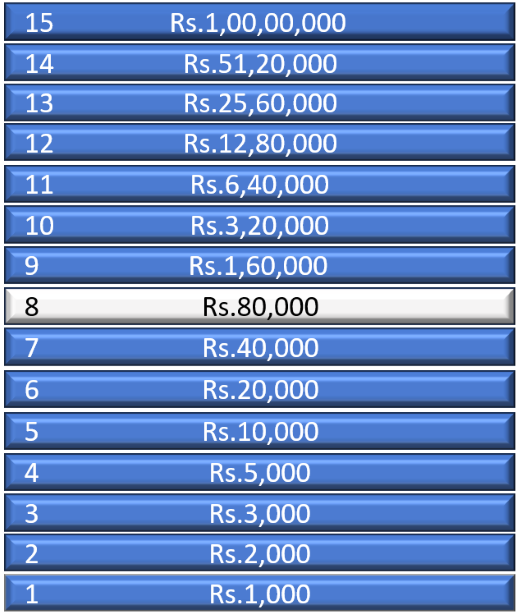 15 Rs.1,00,00,000
14 Rs.51,20,000
13 Rs.25,60,000
12 Rs.12,80,000
11 Rs.6,40,000
10 Rs.3,20,000
9 Rs.1,60,000
8 Rs.80,000
7 Rs.40,000
6 Rs.20,000
5 Rs.10,000
4 Rs.5,000
3 Rs.3,000
2 Rs.2,000
1 Rs.1,000